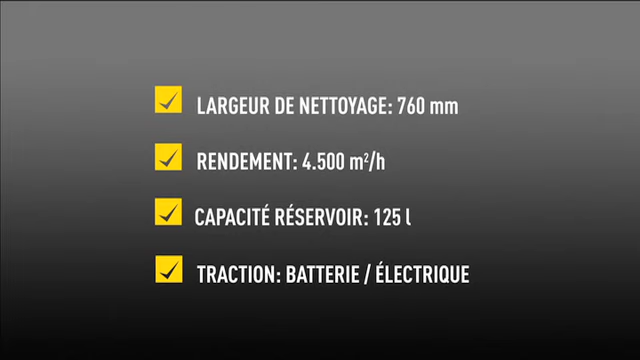 LARGEUR DE NETTOYAGE: 760 mm
RENDEMENT: 4.500 m²/h
CAPACITÉ RÉSERVOIR: 125 l
TRACTION: BATTERIE / ÉLECTRIQUE